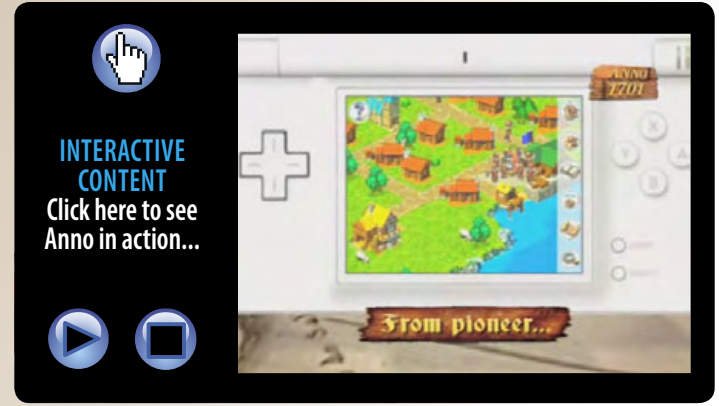 INTERACTIVE
CONTENT
Click here to see
Anno in action...
ANNO
1701
?
X
Y
A
B
From pioneer...